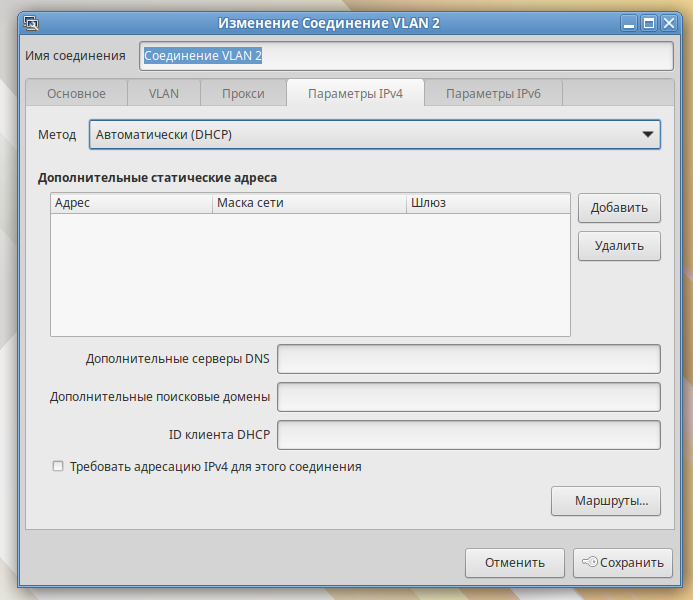 Изменение Соединение VLAN 2
Имя соединения Соединение VLAN 2
Основное VLAN Прокси Параметры IPv4 Параметры IPv6
Метод Автоматически (DHCP)
Дополнительные статические адреса
Адрес Маска сети Шлюз
Добавить
Удалить
Дополнительные серверы DNS
Дополнительные поисковые домены
ID клиента DHCP
Требовать адресацию IPv4 для этого соединения
Маршруты...
Отменить Сохранить